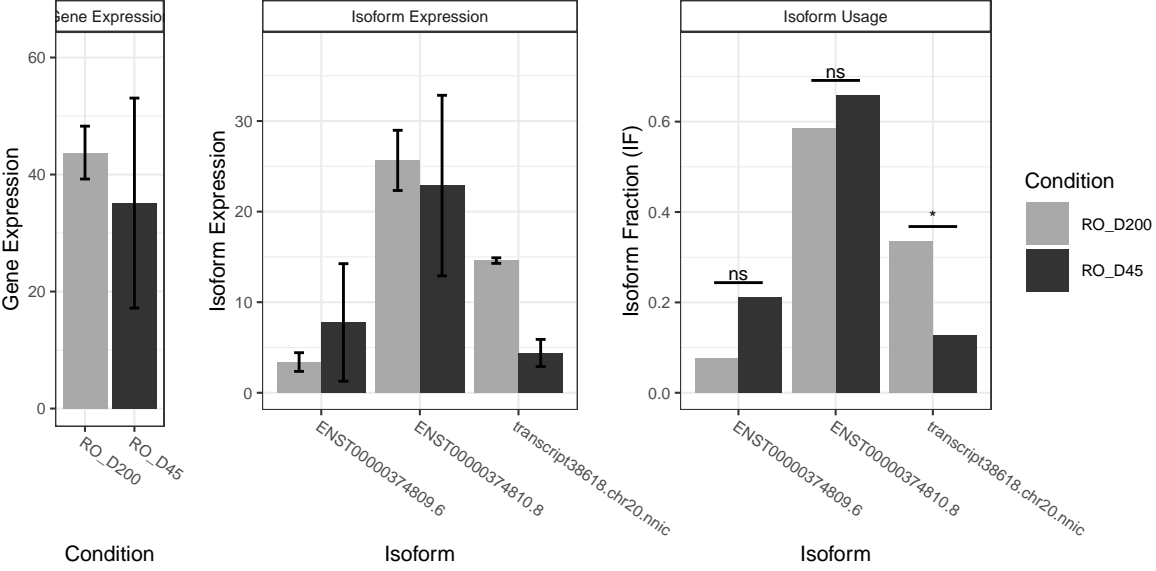 Gene Expression
Isoform Expression
Isoform Usage
Gene Expression
60
40
20
0
RO_D200
RO_D45
Condition
Isoform Expression
30
20
10
0
ENST00000374809.6
ENST00000374810.8
transcript38618.chr20.nnic
Isoform
Isoform Fraction (IF)
0.6
0.4
0.2
0.0
ns
ns
*
ENST00000374809.6
ENST00000374810.8
transcript38618.chr20.nnic
Isoform
Condition
RO_D200
RO_D45